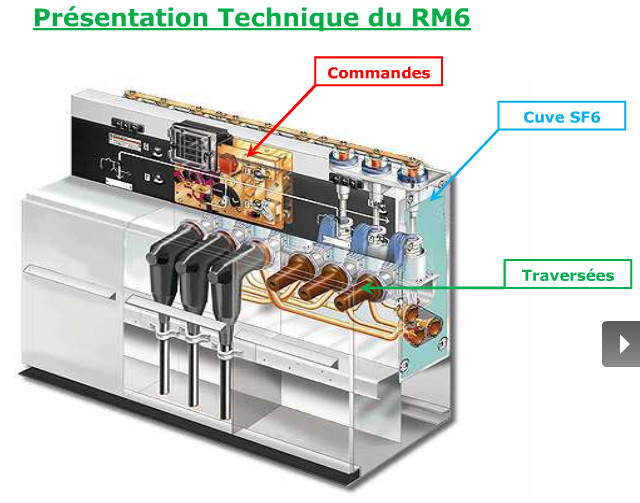 Présentation Technique du RM6
Commandes
Cuve SF6
Traversées